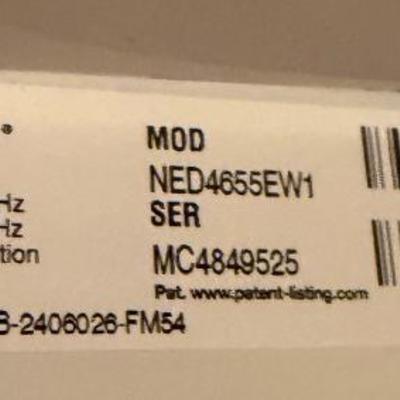 MOD
NED4655EW1
Hz
SER
Hz
tion
MC4849525
Pat. www.patent-listing.com
B-2406026-FM54